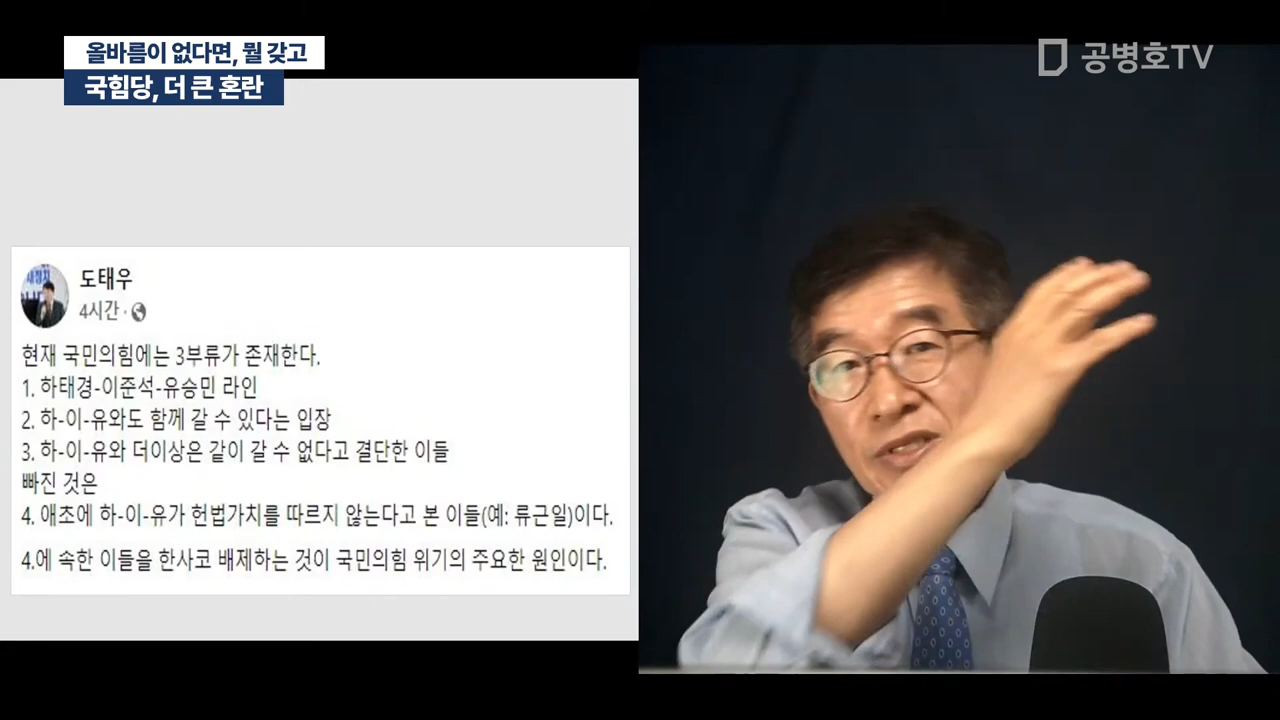 올바름이 없다면, 뭘 갖고
국힘당, 더 큰 혼란
공병호TV
도태우
4시간 ·
현재 국민의힘에는 3부류가 존재한다.
1. 하태경-이준석-유승민 라인
2. 하-이-유와도 함께 갈 수 있다는 입장
3. 하-이-유와 더이상은 같이 갈 수 없다고 결단한 이들
빠진 것은
4. 애초에 하-이-유가 헌법가치를 따르지 않는다고 본 이들(예: 류근일)이다.
4.에 속한 이들을 한사코 배제하는 것이 국민의힘 위기의 주요한 원인이다.